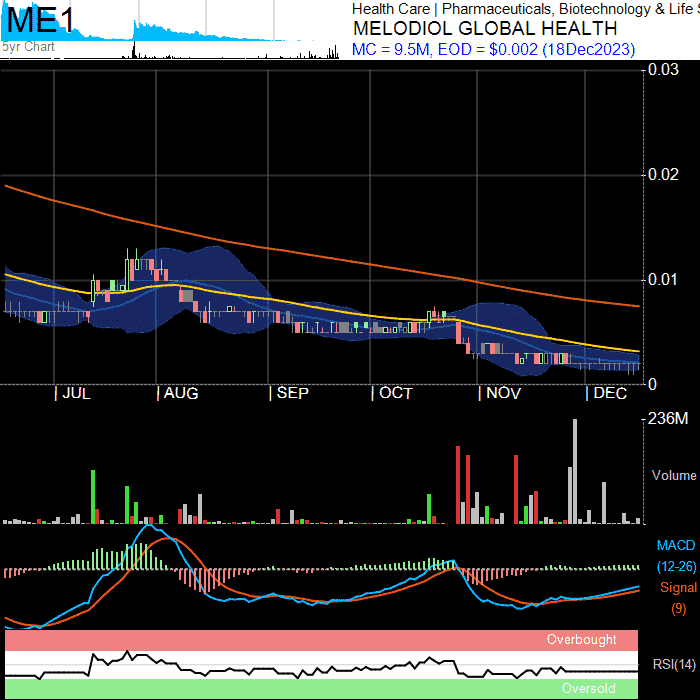 ME1
Health Care | Pharmaceuticals, Biotechnology & Life S
MELODIOL GLOBAL HEALTH
5yr Chart
MC = 9.5M, EOD = $0.002 (18Dec2023)
0.03
0.02
0.01
0
JUL AUG SEP OCT NOV DEC
236M
Volume
MACD
(12-26)
Signal
(9)
Overbought
RSI(14)
Oversold